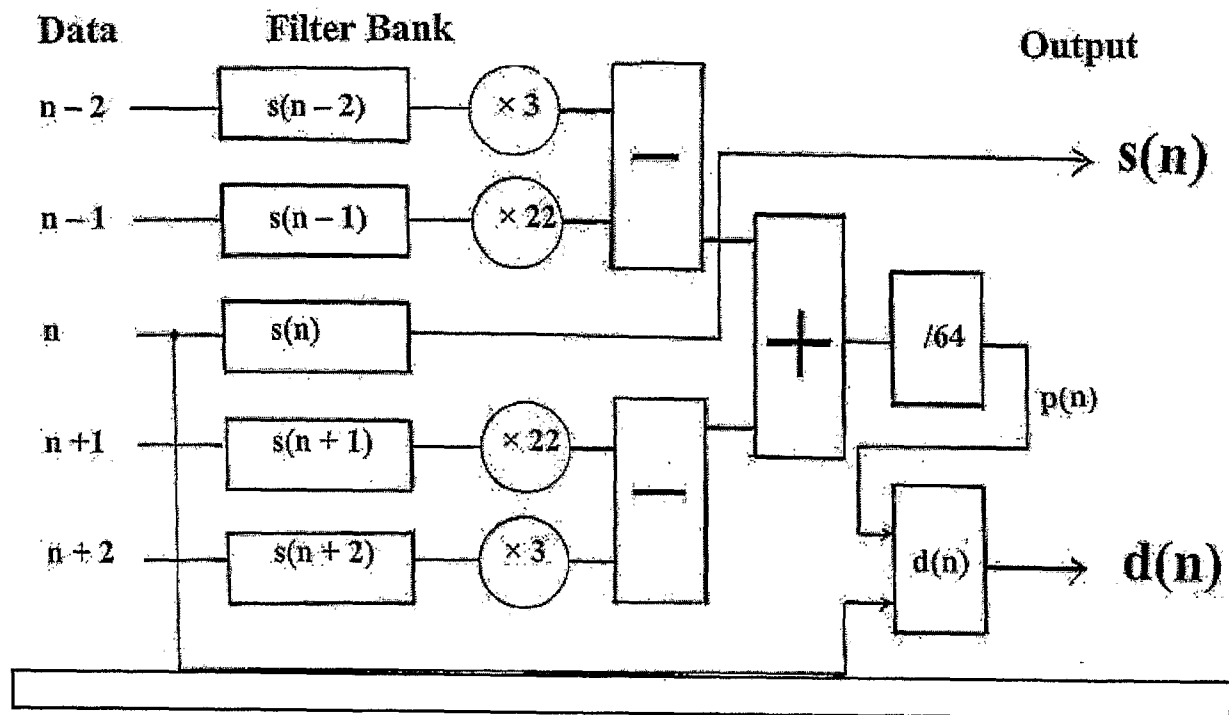 Data Filter Bank Output
n – 2 s(n – 2) × 3
s(n)
n – 1 s(n – 1) × 22
n s(n) /64
p(n)
n +1 s(n + 1) × 22
n + 2 s(n + 2) × 3 d(n) d(n)